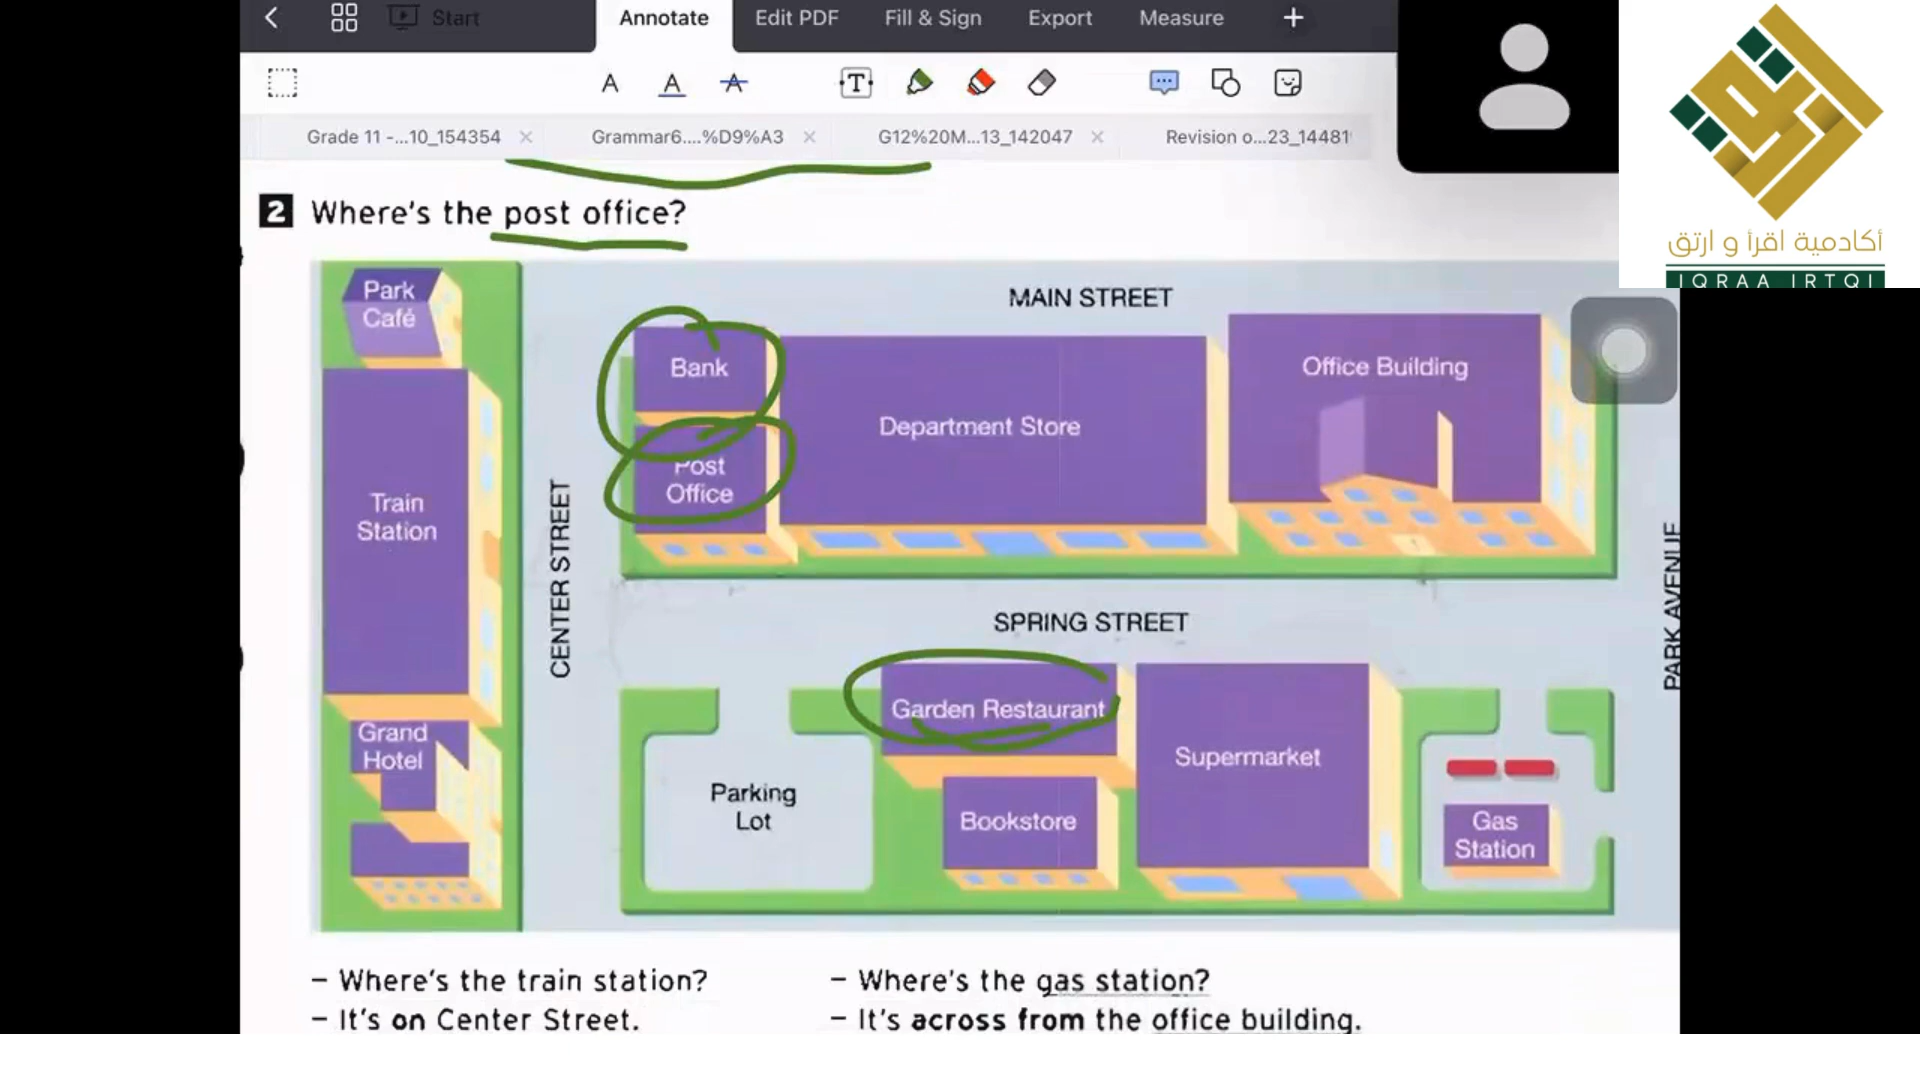 Start
Annotate
Edit PDF
Fill & Sign
Export
Measure
Grade 11 -...10_154354
Grammar6....%D9%A3
G12%20M...13_142047
Revision o...23_14481
أكادمية اقرأ و ارتق
IQRAA IRTQI
2 Where's the post office?
Park
Café
MAIN STREET
Bank
Department Store
Office Building
Post
Office
Train
Station
CENTER STREET
PARK AVENUE
SPRING STREET
Garden Restaurant
Grand
Hotel
Supermarket
Parking
Lot
Bookstore
Gas
Station
– Where's the train station?
– It's on Center Street.
– Where's the gas station?
– It's across from the office building.